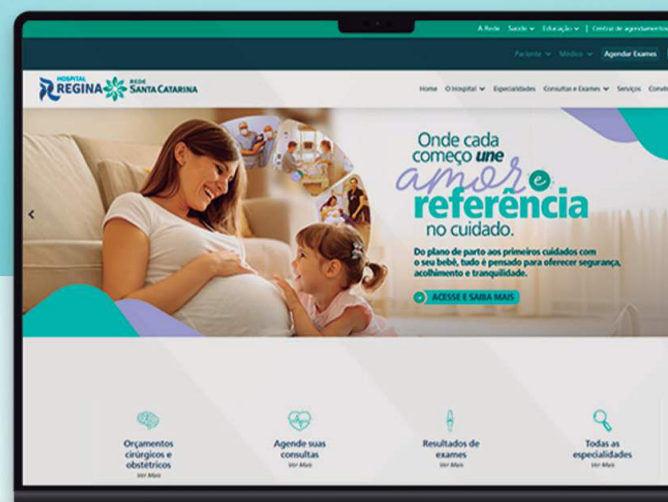 A Rede Saúde Educação | Central de agendamentos
Paciente Médico Agendar Exames
HOSPITAL
REGINA
REDE
SANTA CATARINA
Home O Hospital Especialidades Consultas e Exames Serviços
Onde cada
começo une
amor e
referência
no cuidado.
Do plano de parto aos primeiros cuidados com
o seu bebê, tudo é pensado para oferecer segurança,
acolhimento e tranquilidade.
ACESSE E SAIBA MAIS
Orçamentos
cirúrgicos e
obstétricos
Ver Mais
Agende suas
consultas
Ver Mais
Resultados de
exames
Ver Mais
Todas as
especialidades
Ver Mais